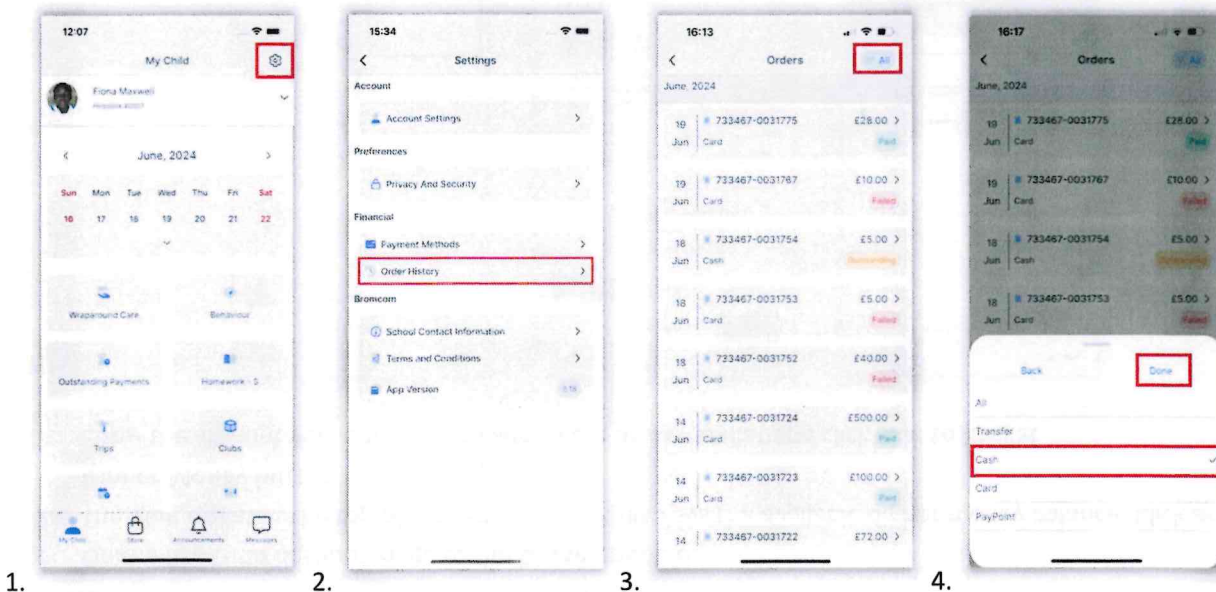 12:07
My Child
Fiona Maxwell
June, 2024
Sun Mon Tue Wed Thu Fri Sat
16 17 18 19 20 21 22
Wraparound Care Behaviour
Outstanding Payments Homework - S...
Trips Clubs
My Child Store Announcements Messages
1.
15:34
Settings
Account
Account Settings
Preferences
Privacy And Security
Financial
Payment Methods
Order History
Bromcom
School Contact Information
Terms and Conditions
App Version
2.
16:13
Orders All
June, 2024
19 733467-0031775 £28.00
Jun Card Paid
19 733467-0031767 £10.00
Jun Card Failed
18 733467-0031754 £5.00
Jun Cash Outstanding
18 733467-0031753 £5.00
Jun Card Failed
18 733467-0031752 £40.00
Jun Card Failed
14 733467-0031724 £500.00
Jun Card Paid
14 733467-0031723 £100.00
Jun Card Paid
14 733467-0031722 £72.00
3.
16:17
Orders All
June, 2024
19 733467-0031775 £28.00
Jun Card Paid
19 733467-0031767 £10.00
Jun Card Failed
18 733467-0031754 £5.00
Jun Cash Outstanding
18 733467-0031753 £5.00
Jun Card Failed
Back Done
All
Transfer
Cash
Card
PayPoint
4.